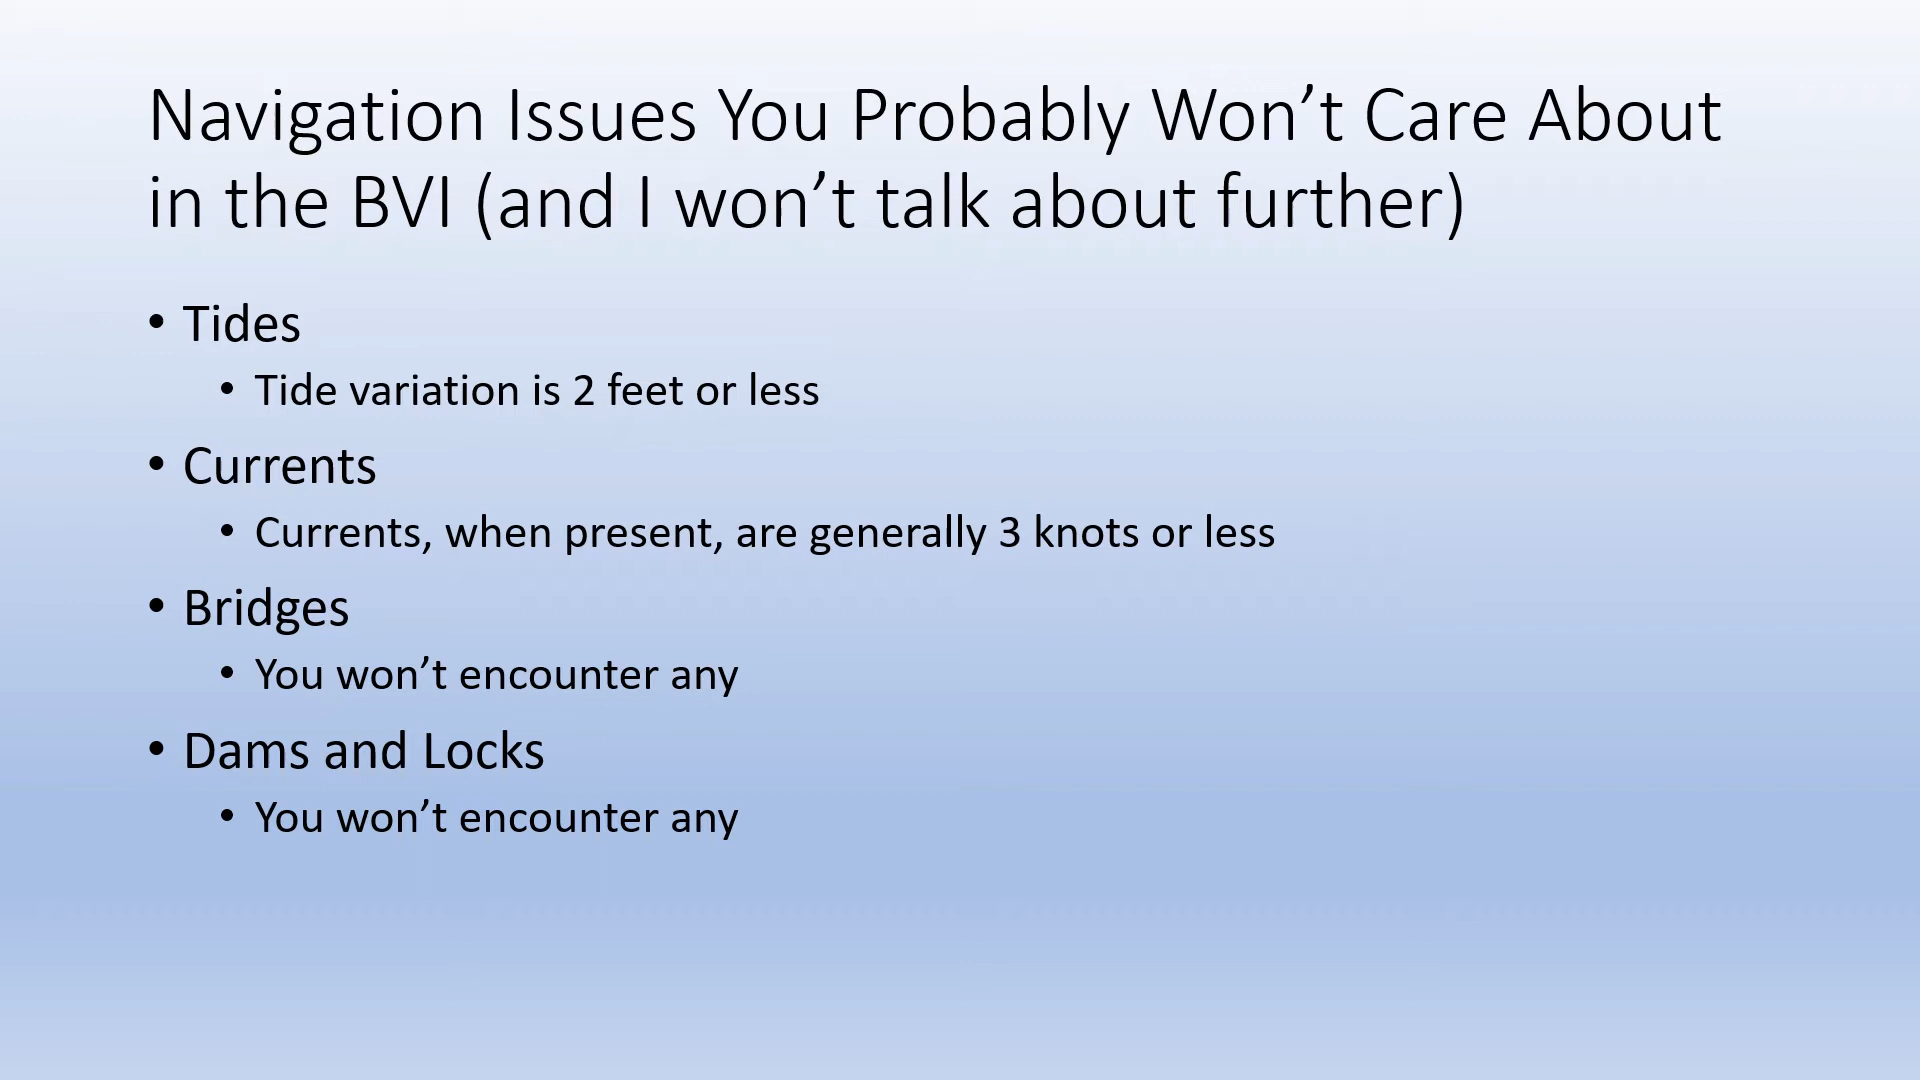 Navigation Issues You Probably Won’t Care About
in the BVI (and I won’t talk about further)
• Tides
• Tide variation is 2 feet or less
• Currents
• Currents, when present, are generally 3 knots or less
• Bridges
• You won’t encounter any
• Dams and Locks
• You won’t encounter any